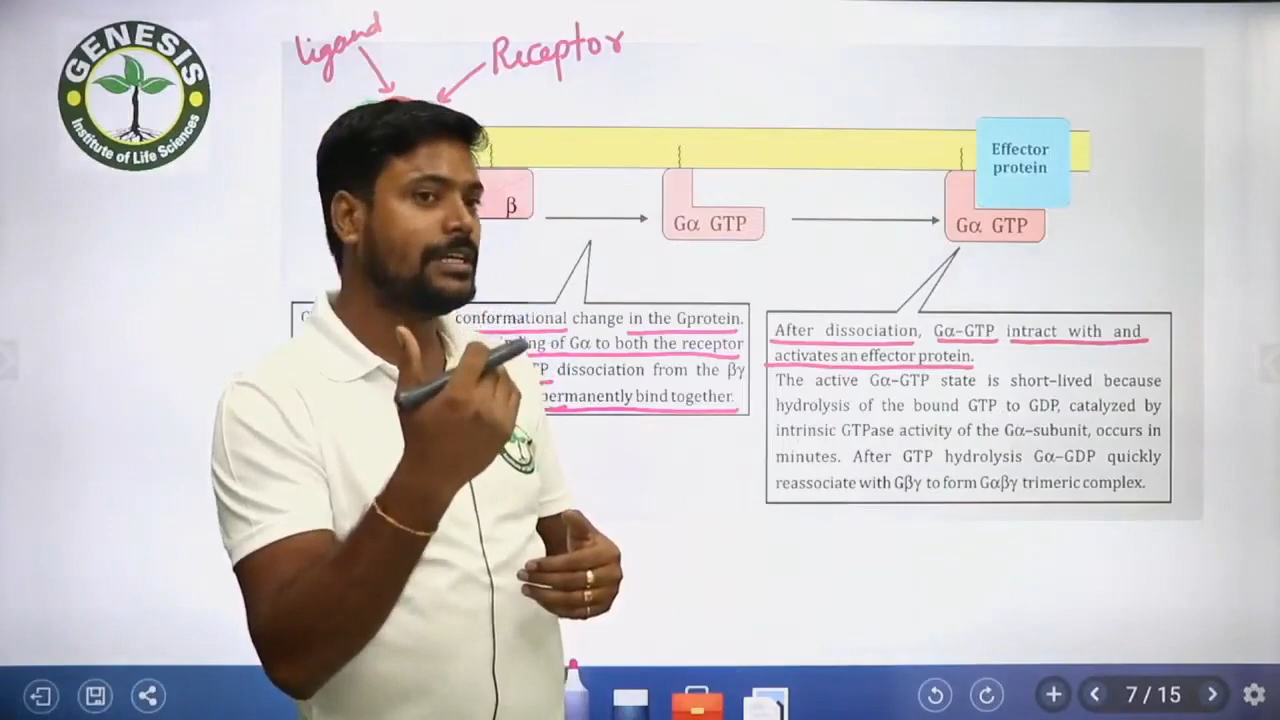 GENESIS
Institute of Life Sciences
ligand
Receptor
Effector
protein
β
Gα GTP
Gα GTP
conformational change in the Gprotein.
of Gα to both the receptor
dissociation from the βγ
permanently bind together.
After dissociation, Gα–GTP intract with and
activates an effector protein.
The active Gα–GTP state is short–lived because
hydrolysis of the bound GTP to GDP, catalyzed by
intrinsic GTPase activity of the Gα–subunit, occurs in
minutes. After GTP hydrolysis Gα–GDP quickly
reassociate with Gβγ to form Gαβγ trimeric complex.
7 / 15